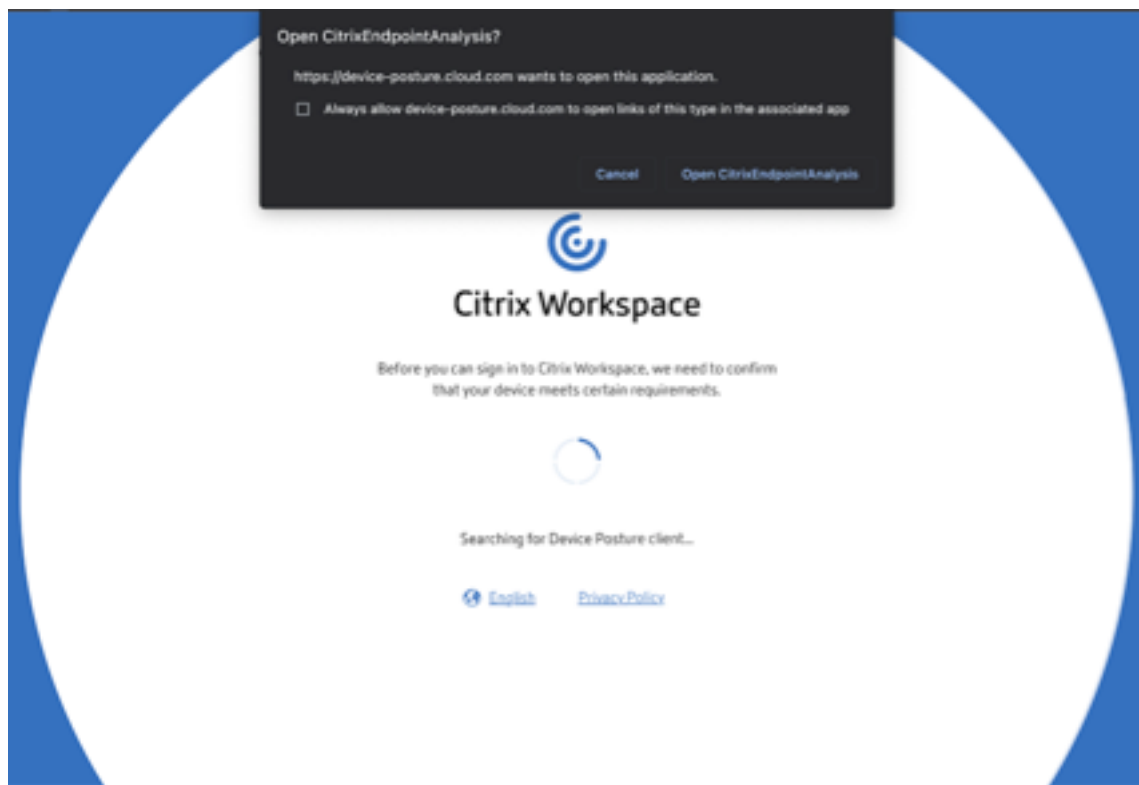 Open CitrixEndpointAnalysis?
https://device-posture.cloud.com wants to open this application.
Always allow device-posture.cloud.com to open links of this type in the associated app
Cancel
Open CitrixEndpointAnalysis
Citrix Workspace
Before you can sign in to Citrix Workspace, we need to confirm
that your device meets certain requirements.
Searching for Device Posture client...
English
Privacy Policy